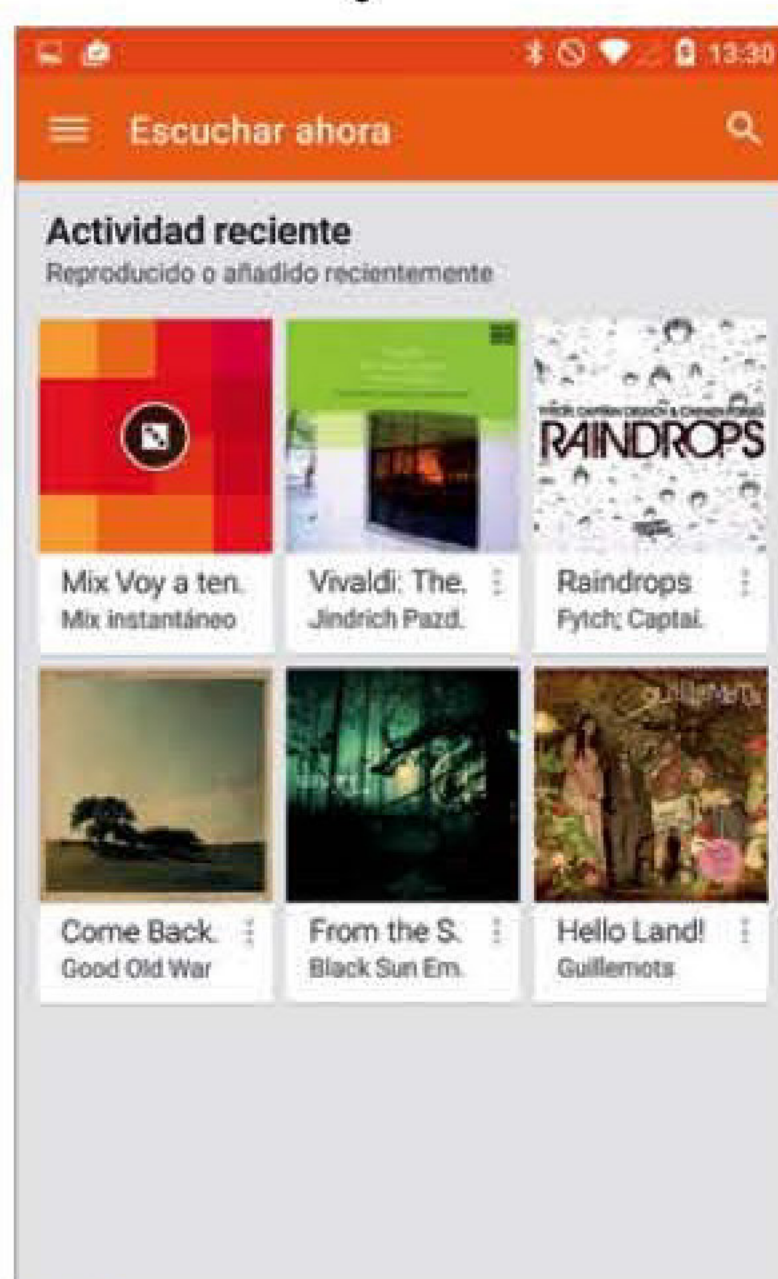 13:30
Escuchar ahora
Actividad reciente
Reproducido o añadido recientemente
RAINDROPS
Mix Voy a ten.
Mix instantáneo
Vivaldi: The.
Jindrich Pazd.
Raindrops
Fytch; Captai.
Come Back.
Good Old War
From the S.
Black Sun Em.
Hello Land!
Guillemots